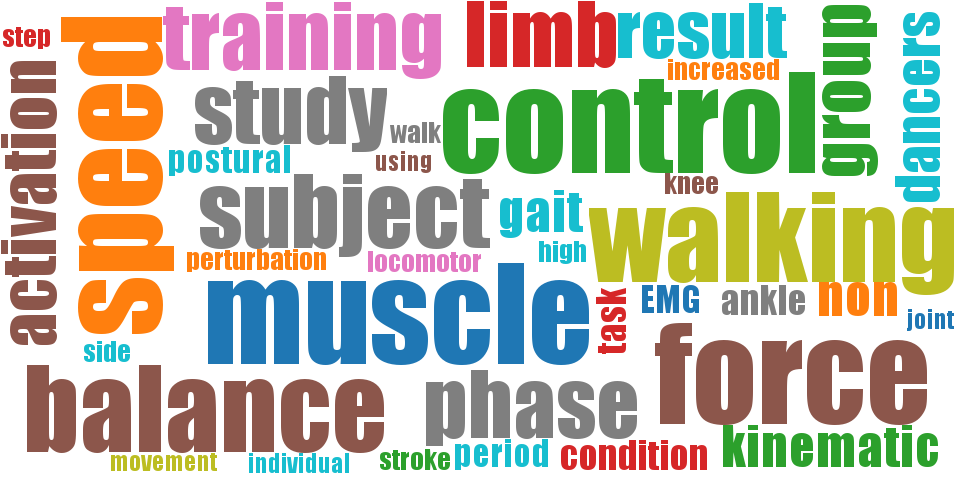 step
training
limb
result
increased
group
dancers
activation
speed
study
walk
control
postural
using
knee
subject
gait
walking
perturbation
locomotor
high
muscle
task
EMG
ankle
non
joint
side
force
balance
phase
kinematic
movement
individual
stroke
period
condition